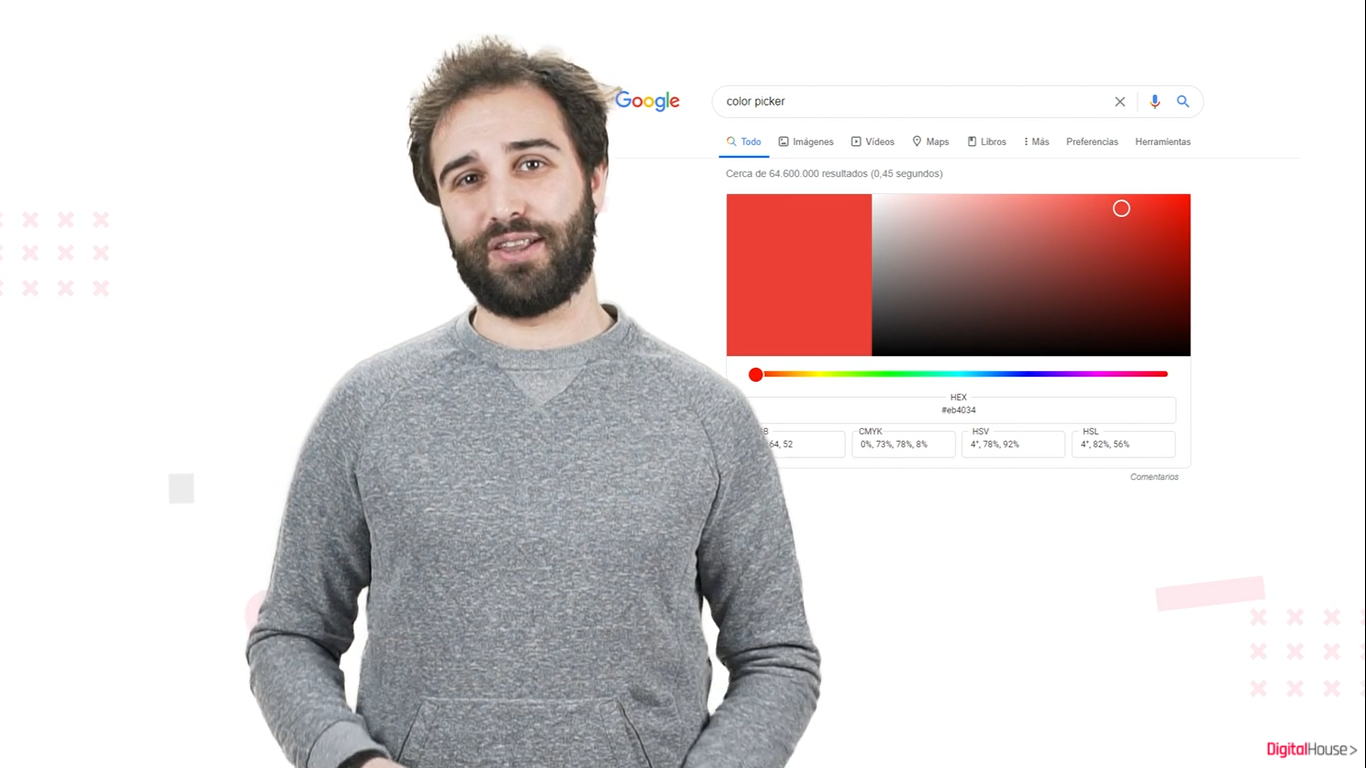 Google
color picker
Todo Imágenes Vídeos Maps Libros Más Preferencias Herramientas
Cerca de 64.600.000 resultados (0,45 segundos)
HEX
#eb4034
CMYK HSV HSL
64, 52 0%, 73%, 78%, 8% 4°, 78%, 92% 4°, 82%, 56%
Comentarios
DigitalHouse>